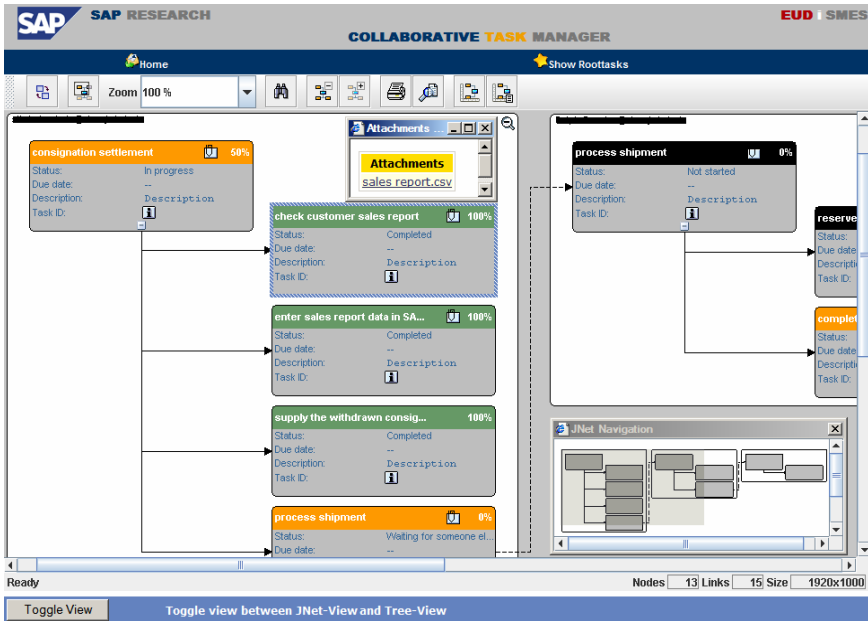 SAP
SAP RESEARCH
EUD i SMES
COLLABORATIVE TASK MANAGER
Home
Show Roottasks
Zoom 100 %
consignation settlement 50%
Status: In progress
Due date: --
Description: Description
Task ID: i
Attachments ...
Attachments
sales report.csv
check customer sales report 100%
Status: Completed
Due date: --
Description: Description
Task ID: i
enter sales report data in SA... 100%
Status: Completed
Due date: --
Description: Description
Task ID: i
supply the withdrawn consig... 100%
Status: Completed
Due date: --
Description: Description
Task ID: i
process shipment 0%
Status: Waiting for someone el...
Due date: --
process shipment 0%
Status: Not started
Due date: --
Description: Description
Task ID: i
reserve
Status:
Due date
Descripti
Task ID:
complet
Status:
Due date
Descripti
Task ID:
JNet Navigation
Ready
Nodes 13 Links 15 Size 1920x1000
Toggle View
Toggle view between JNet-View and Tree-View